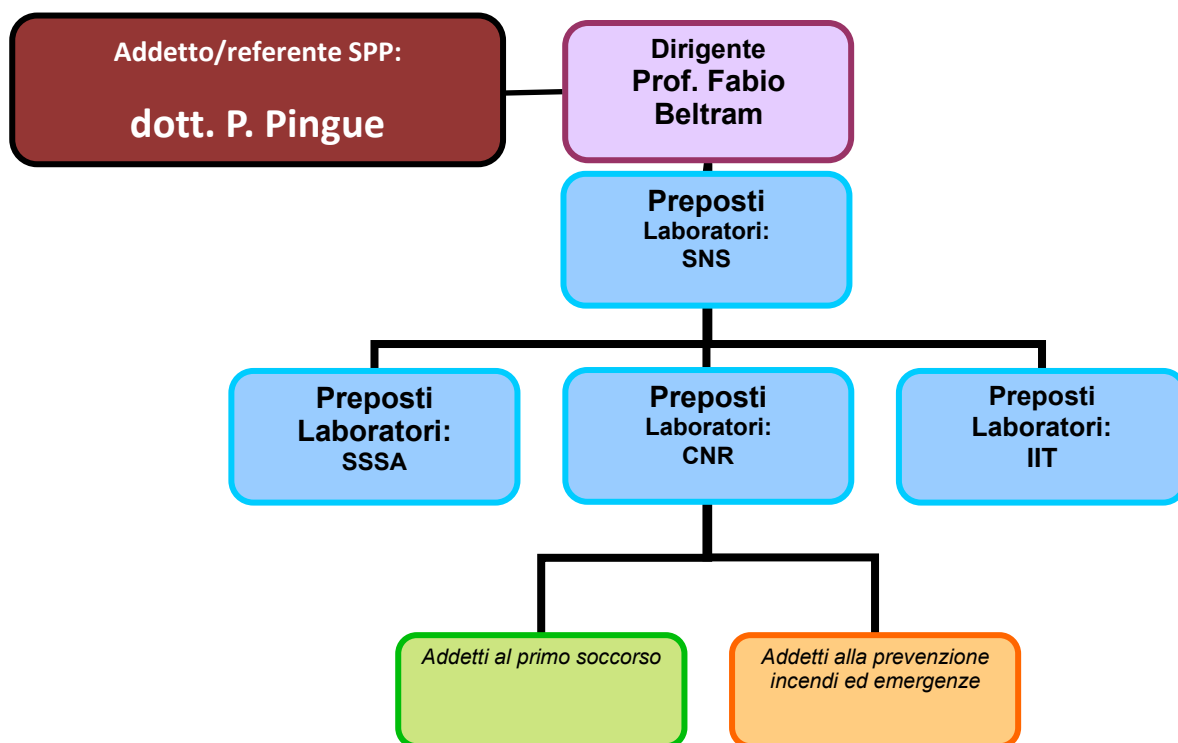 Addetto/referente SPP:
dott. P. Pingue
Dirigente
Prof. Fabio
Beltram
Preposti
Laboratori:
SNS
Preposti
Laboratori:
SSSA
Preposti
Laboratori:
CNR
Preposti
Laboratori:
IIT
Addetti al primo soccorso
Addetti alla prevenzione
incendi ed emergenze